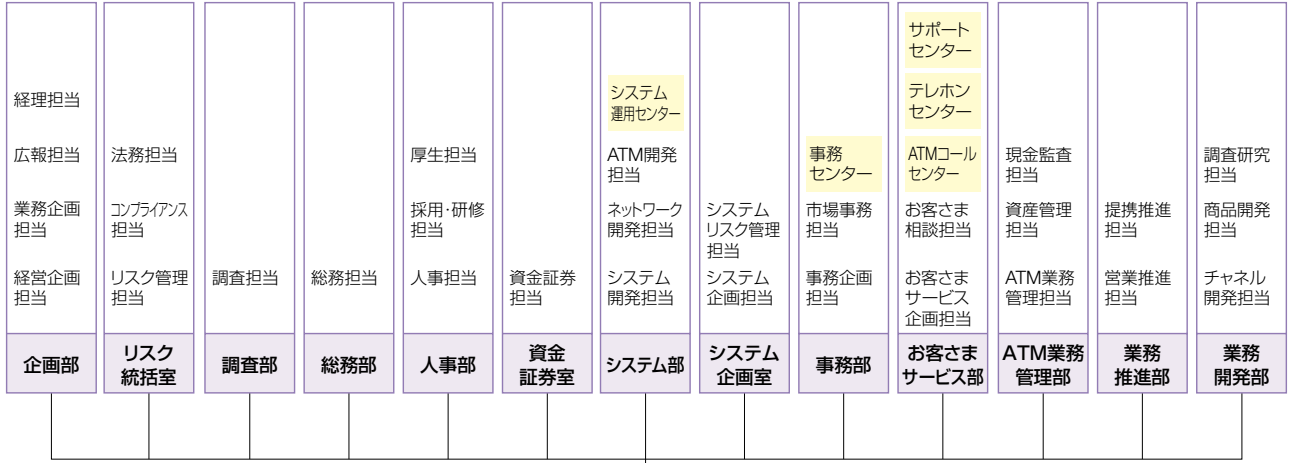 経理担当
広報担当
業務企画
担当
経営企画
担当
企画部
法務担当
コンプライアンス
担当
リスク管理
担当
リスク
統括室
調査担当
調査部
総務担当
総務部
厚生担当
採用・研修
担当
人事担当
人事部
資金証券
担当
資金
証券室
システム
運用センター
ATM開発
担当
ネットワーク
開発担当
システム
開発担当
システム部
システム
リスク管理
担当
システム
企画担当
システム
企画室
事務
センター
市場事務
担当
事務企画
担当
事務部
サポート
センター
テレホン
センター
ATMコール
センター
お客さま
相談担当
お客さま
サービス
企画担当
お客さま
サービス部
現金監査
担当
資産管理
担当
ATM業務
管理担当
ATM業務
管理部
提携推進
担当
営業推進
担当
業務
推進部
調査研究
担当
商品開発
担当
チャネル
開発担当
業務
開発部